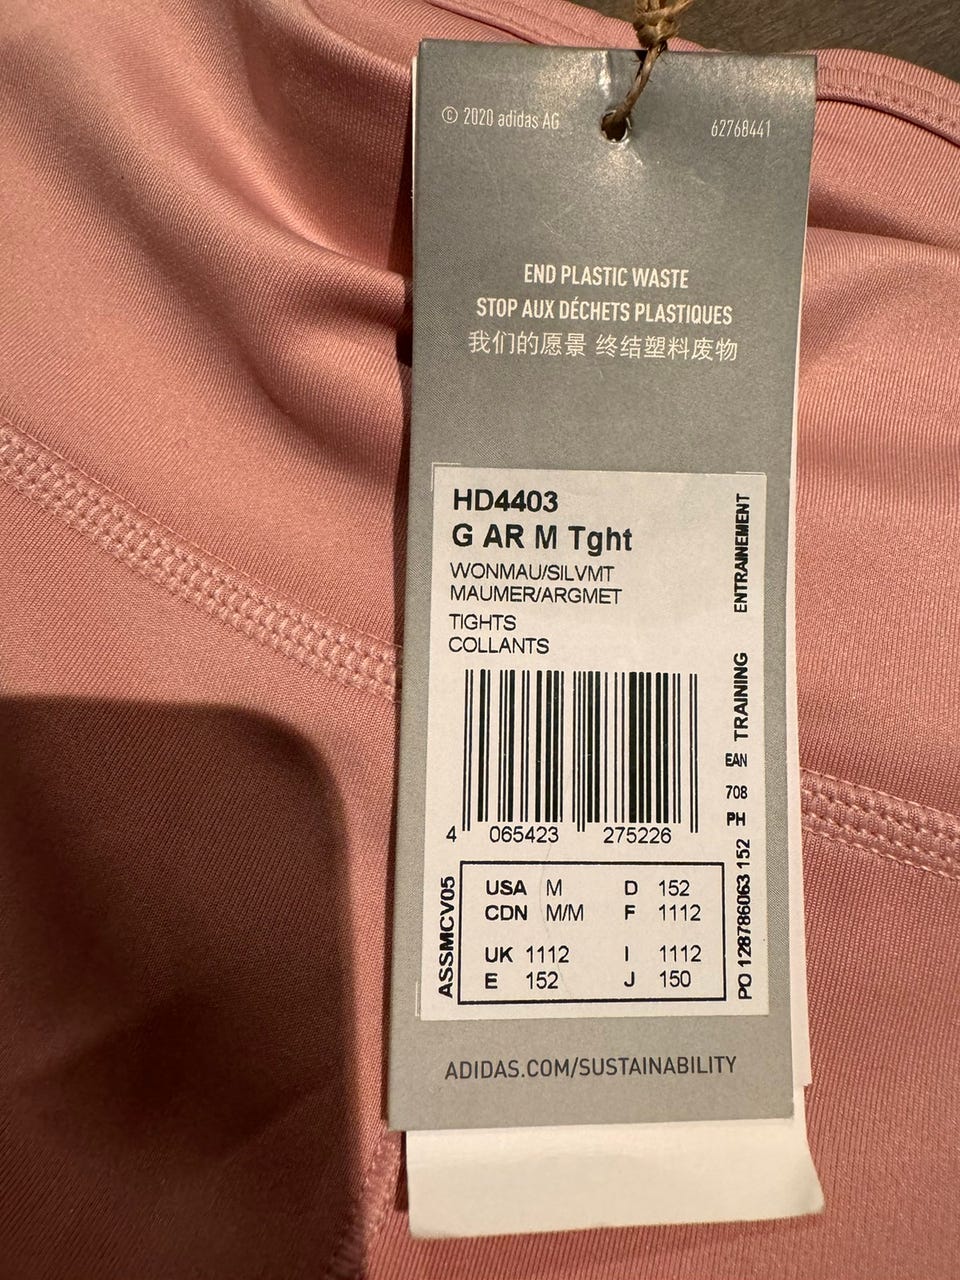 © 2020 adidas AG
62768441
END PLASTIC WASTE
STOP AUX DÉCHETS PLASTIQUES
我们的愿景 终结塑料废物
HD4403
G AR M Tght
WONMAU/SILVMT
MAUMER/ARGMET
TIGHTS
COLLANTS
TRAINING ENTRAINEMENT
EAN
708
PH
4 065423 275226
ASSMCV05
USA M D 152
CDN M/M F 1112
UK 1112 I 1112
E 152 J 150
PO 128786063 152
ADIDAS.COM/SUSTAINABILITY